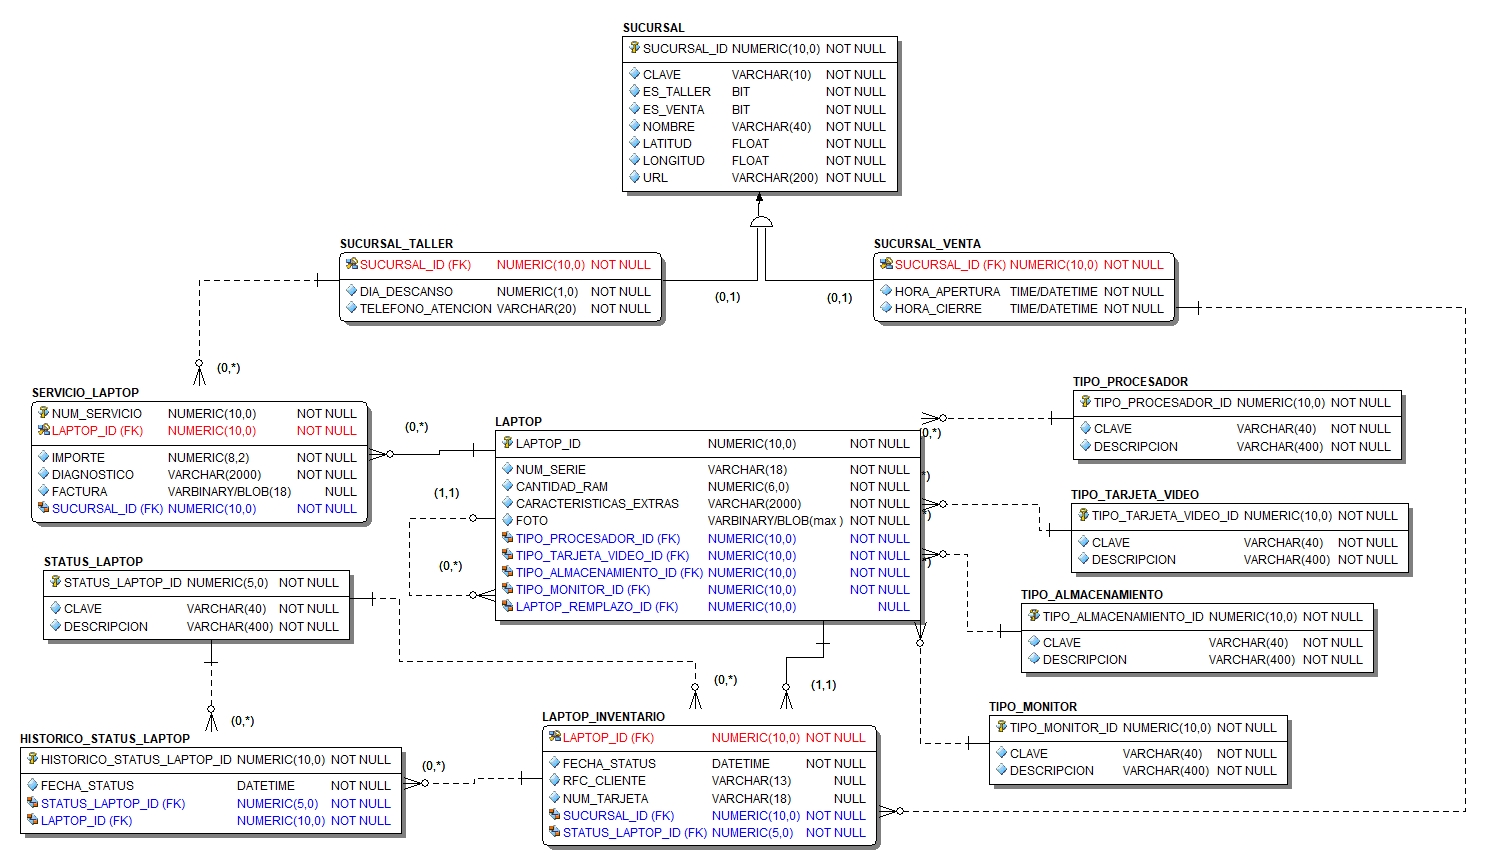 SUCURSAL
SUCURSAL_ID NUMERIC(10,0) NOT NULL
CLAVE VARCHAR(10) NOT NULL
ES_TALLER BIT NOT NULL
ES_VENTA BIT NOT NULL
NOMBRE VARCHAR(40) NOT NULL
LATITUD FLOAT NOT NULL
LONGITUD FLOAT NOT NULL
URL VARCHAR(200) NOT NULL
SUCURSAL_TALLER
SUCURSAL_ID (FK) NUMERIC(10,0) NOT NULL
DIA_DESCANSO NUMERIC(1,0) NOT NULL
TELEFONO_ATENCION VARCHAR(20) NOT NULL
(0,1)
(0,1)
SUCURSAL_VENTA
SUCURSAL_ID (FK) NUMERIC(10,0) NOT NULL
HORA_APERTURA TIME/DATETIME NOT NULL
HORA_CIERRE TIME/DATETIME NOT NULL
(0,*)
SERVICIO_LAPTOP
NUM_SERVICIO NUMERIC(10,0) NOT NULL
LAPTOP_ID (FK) NUMERIC(10,0) NOT NULL
IMPORTE NUMERIC(8,2) NOT NULL
DIAGNOSTICO VARCHAR(2000) NOT NULL
FACTURA VARBINARY/BLOB(18) NULL
SUCURSAL_ID (FK) NUMERIC(10,0) NOT NULL
(0,*)
(1,1)
(0,*)
LAPTOP
LAPTOP_ID NUMERIC(10,0) NOT NULL
NUM_SERIE VARCHAR(18) NOT NULL
CANTIDAD_RAM NUMERIC(6,0) NOT NULL
CARACTERISTICAS_EXTRAS VARCHAR(2000) NOT NULL
FOTO VARBINARY/BLOB(max ) NOT NULL
TIPO_PROCESADOR_ID (FK) NUMERIC(10,0) NOT NULL
TIPO_TARJETA_VIDEO_ID (FK) NUMERIC(10,0) NOT NULL
TIPO_ALMACENAMIENTO_ID (FK) NUMERIC(10,0) NOT NULL
TIPO_MONITOR_ID (FK) NUMERIC(10,0) NOT NULL
LAPTOP_REMPLAZO_ID (FK) NUMERIC(10,0) NULL
0,*)
*)
*)
*)
TIPO_PROCESADOR
TIPO_PROCESADOR_ID NUMERIC(10,0) NOT NULL
CLAVE VARCHAR(40) NOT NULL
DESCRIPCION VARCHAR(400) NOT NULL
TIPO_TARJETA_VIDEO
TIPO_TARJETA_VIDEO_ID NUMERIC(10,0) NOT NULL
CLAVE VARCHAR(40) NOT NULL
DESCRIPCION VARCHAR(400) NOT NULL
TIPO_ALMACENAMIENTO
TIPO_ALMACENAMIENTO_ID NUMERIC(10,0) NOT NULL
CLAVE VARCHAR(40) NOT NULL
DESCRIPCION VARCHAR(400) NOT NULL
TIPO_MONITOR
TIPO_MONITOR_ID NUMERIC(10,0) NOT NULL
CLAVE VARCHAR(40) NOT NULL
DESCRIPCION VARCHAR(400) NOT NULL
STATUS_LAPTOP
STATUS_LAPTOP_ID NUMERIC(5,0) NOT NULL
CLAVE VARCHAR(40) NOT NULL
DESCRIPCION VARCHAR(400) NOT NULL
(0,*)
(0,*)
(1,1)
HISTORICO_STATUS_LAPTOP
HISTORICO_STATUS_LAPTOP_ID NUMERIC(10,0) NOT NULL
FECHA_STATUS DATETIME NOT NULL
STATUS_LAPTOP_ID (FK) NUMERIC(5,0) NOT NULL
LAPTOP_ID (FK) NUMERIC(10,0) NOT NULL
(0,*)
LAPTOP_INVENTARIO
LAPTOP_ID (FK) NUMERIC(10,0) NOT NULL
FECHA_STATUS DATETIME NOT NULL
RFC_CLIENTE VARCHAR(13) NULL
NUM_TARJETA VARCHAR(18) NULL
SUCURSAL_ID (FK) NUMERIC(10,0) NOT NULL
STATUS_LAPTOP_ID (FK) NUMERIC(5,0) NOT NULL